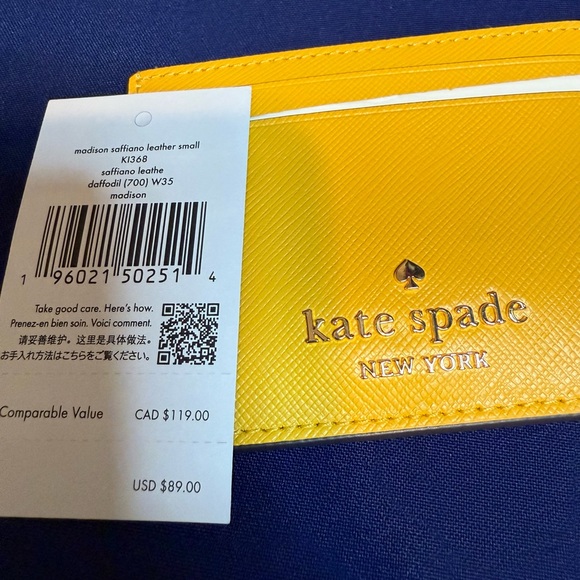 madison saffiano leather small
KI368
saffiano leathe
daffodil (700) W35
madison
1 96021 50251 4
Take good care. Here's how.
Prenez-en bien soin. Voici comment.
请妥善维护。这里是具体做法。
お手入れ方法はこちらをご覧ください。
Comparable Value CAD $119.00
USD $89.00
kate spade
NEW YORK